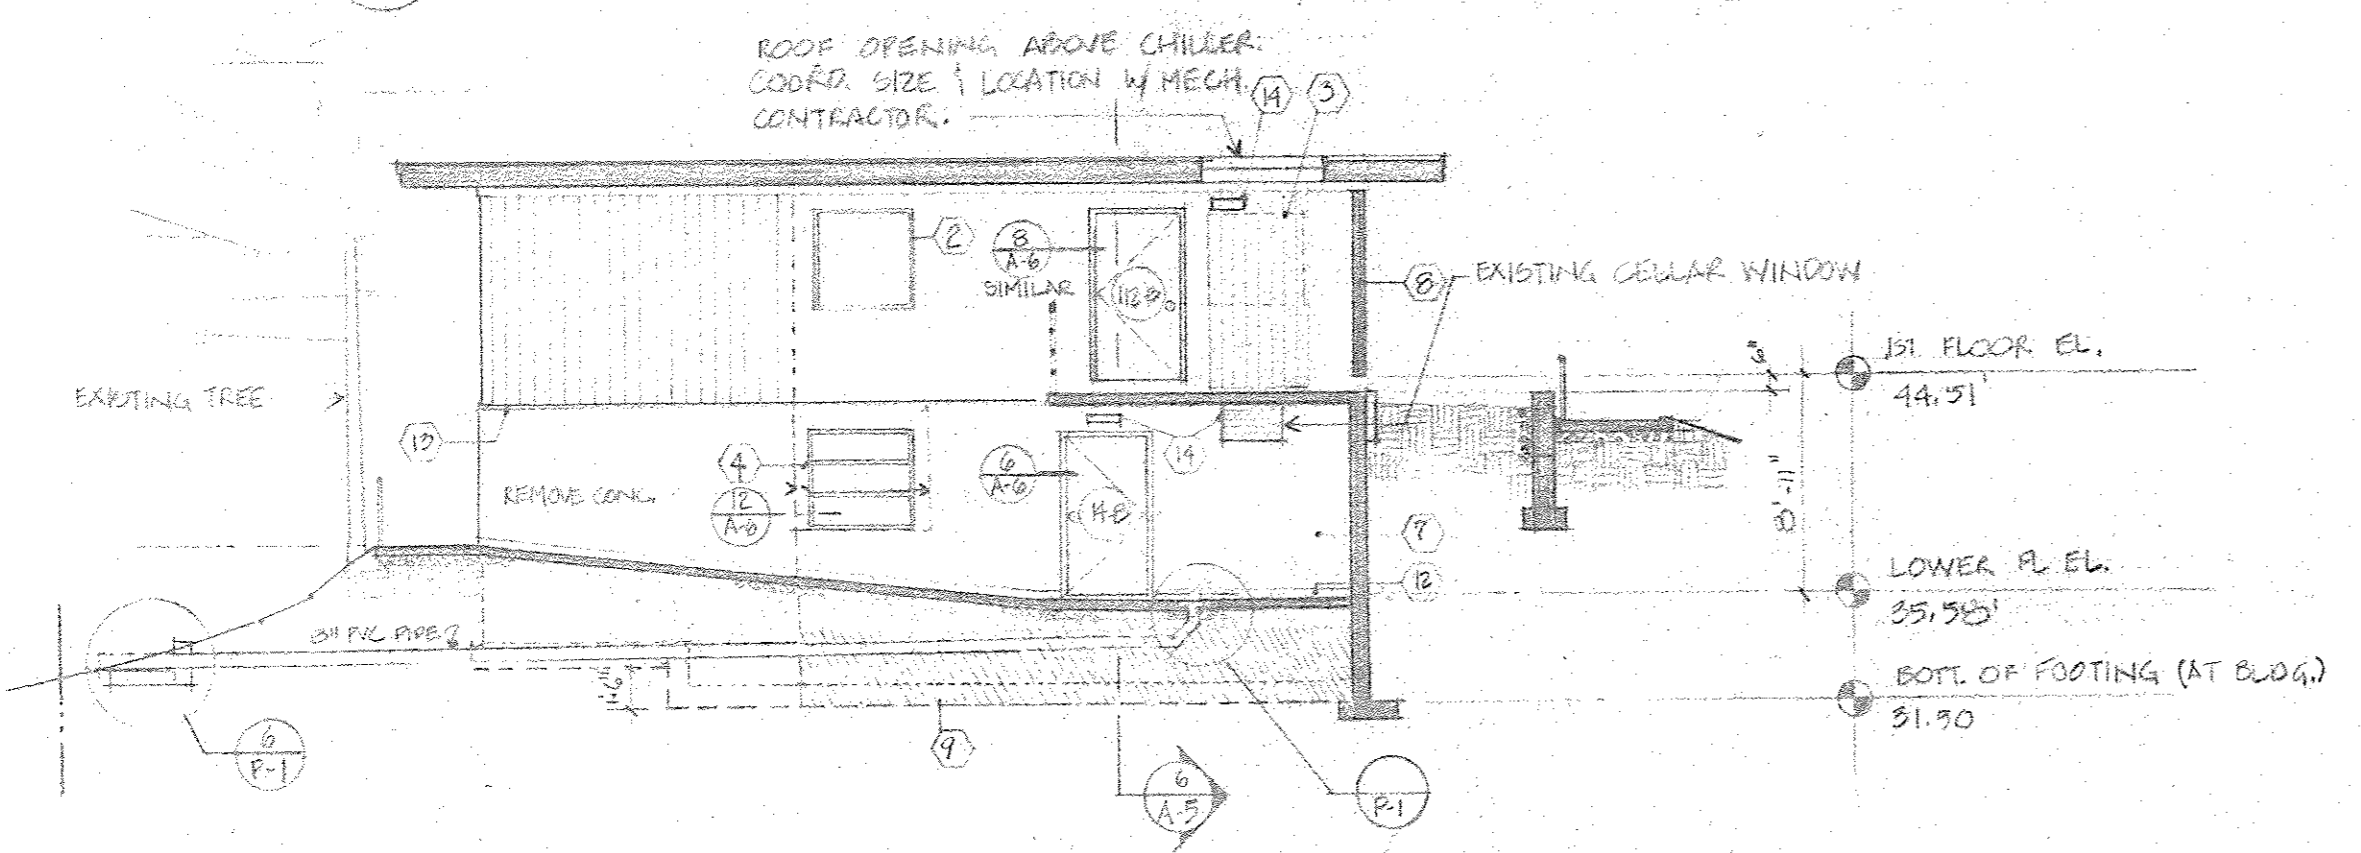 ROOF OPENING ABOVE CHILLER.
COORD. SIZE & LOCATION W/ MECH.
CONTRACTOR.
14
3
2
8
A-6
SIMILAR
112B
8
EXISTING CELLAR WINDOW
1ST FLOOR EL.
44.51'
EXISTING TREE
13
4
12
A-6
REMOVE CONC.
6
A-6
14
8'-11"
7
12
LOWER FL EL.
35.58'
3" PVC PIPE
BOTT. OF FOOTING (AT BLDG.)
31.50
6
P-1
9
6
A-5
P-1